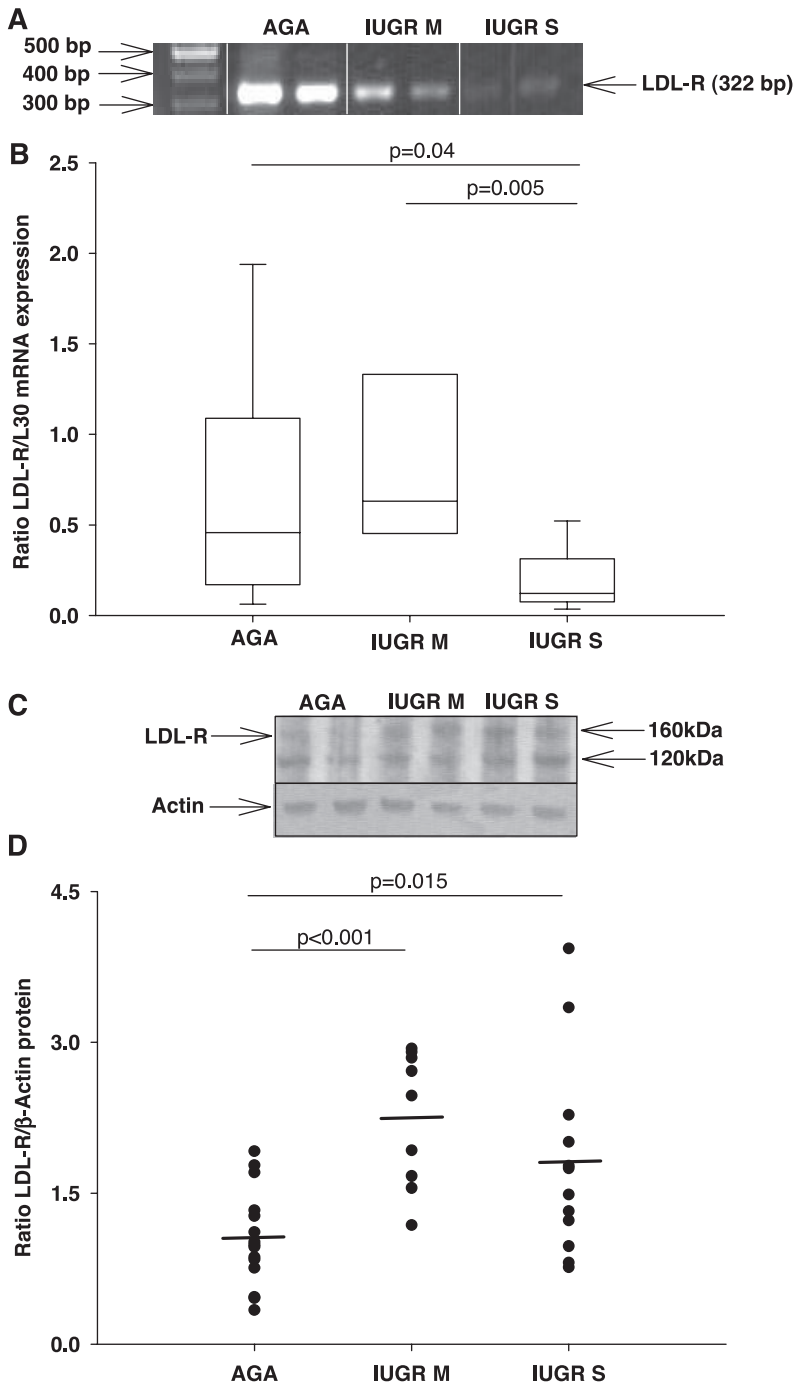 A
AGA IUGR M IUGR S
500 bp
400 bp
300 bp
LDL-R (322 bp)
B
p=0.04
p=0.005
2.5
2.0
1.5
1.0
0.5
0.0
Ratio LDL-R/L30 mRNA expression
AGA IUGR M IUGR S
C
AGA IUGR M IUGR S
LDL-R
160kDa
120kDa
Actin
D
p=0.015
p<0.001
4.5
3.0
1.5
0.0
Ratio LDL-R/β-Actin protein
AGA IUGR M IUGR S